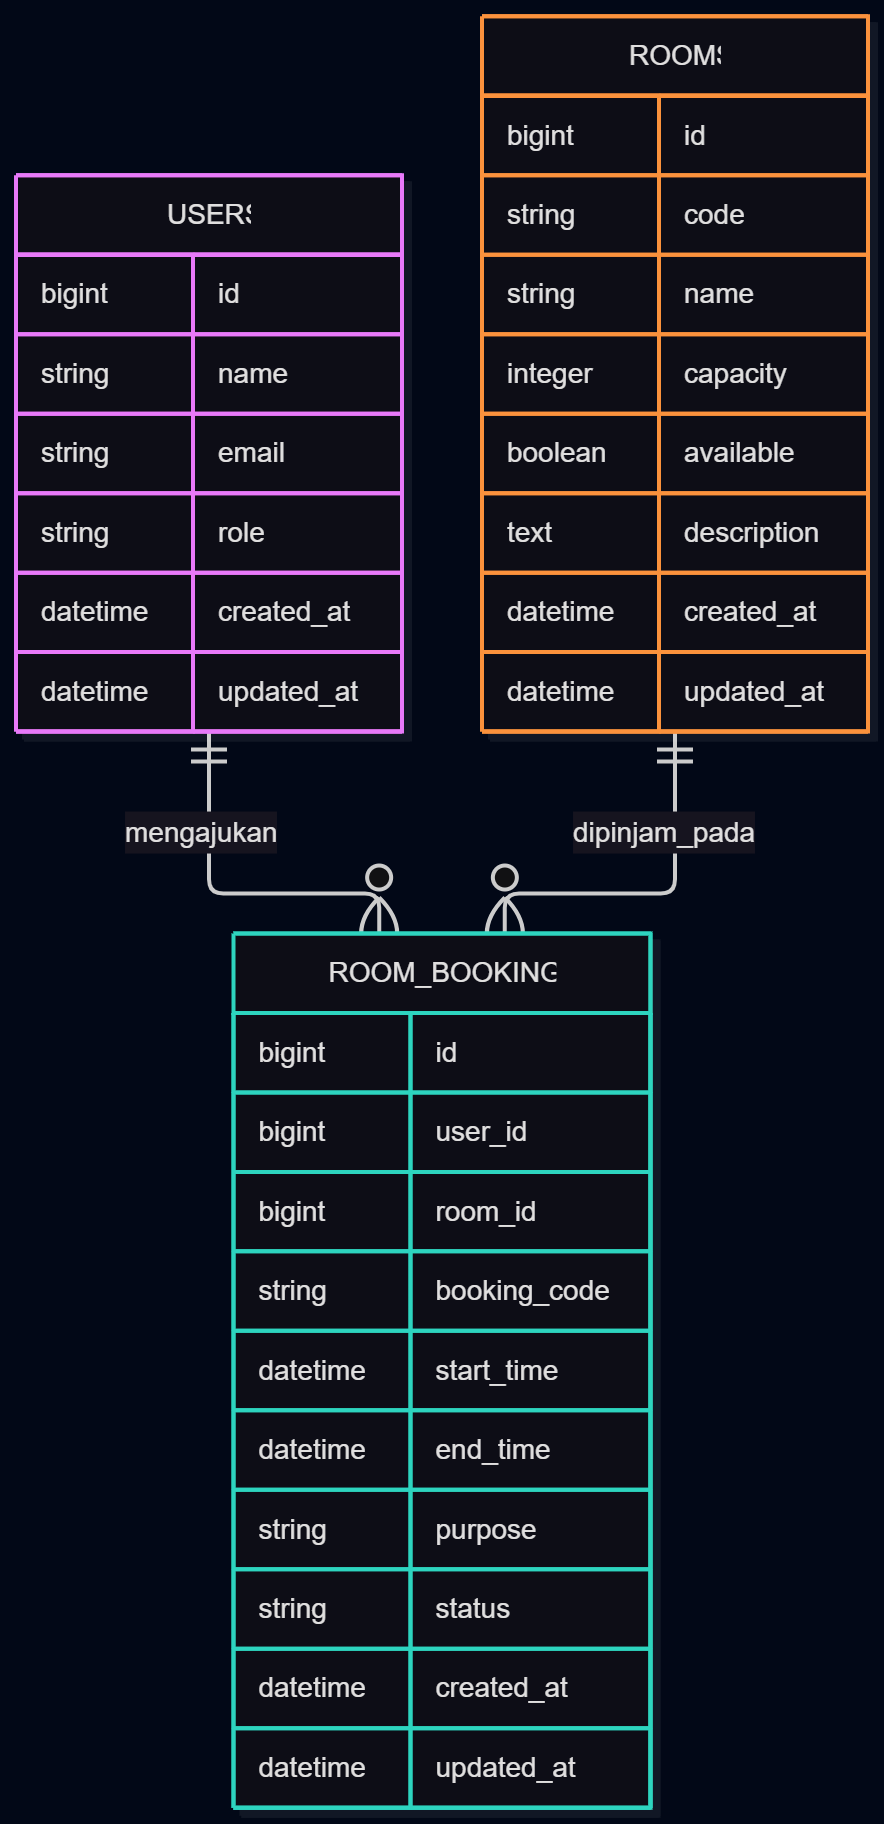 USERS
bigint id
string name
string email
string role
datetime created_at
datetime updated_at
ROOMS
bigint id
string code
string name
integer capacity
boolean available
text description
datetime created_at
datetime updated_at
mengajukan
dipinjam_pada
ROOM_BOOKING
bigint id
bigint user_id
bigint room_id
string booking_code
datetime start_time
datetime end_time
string purpose
string status
datetime created_at
datetime updated_at